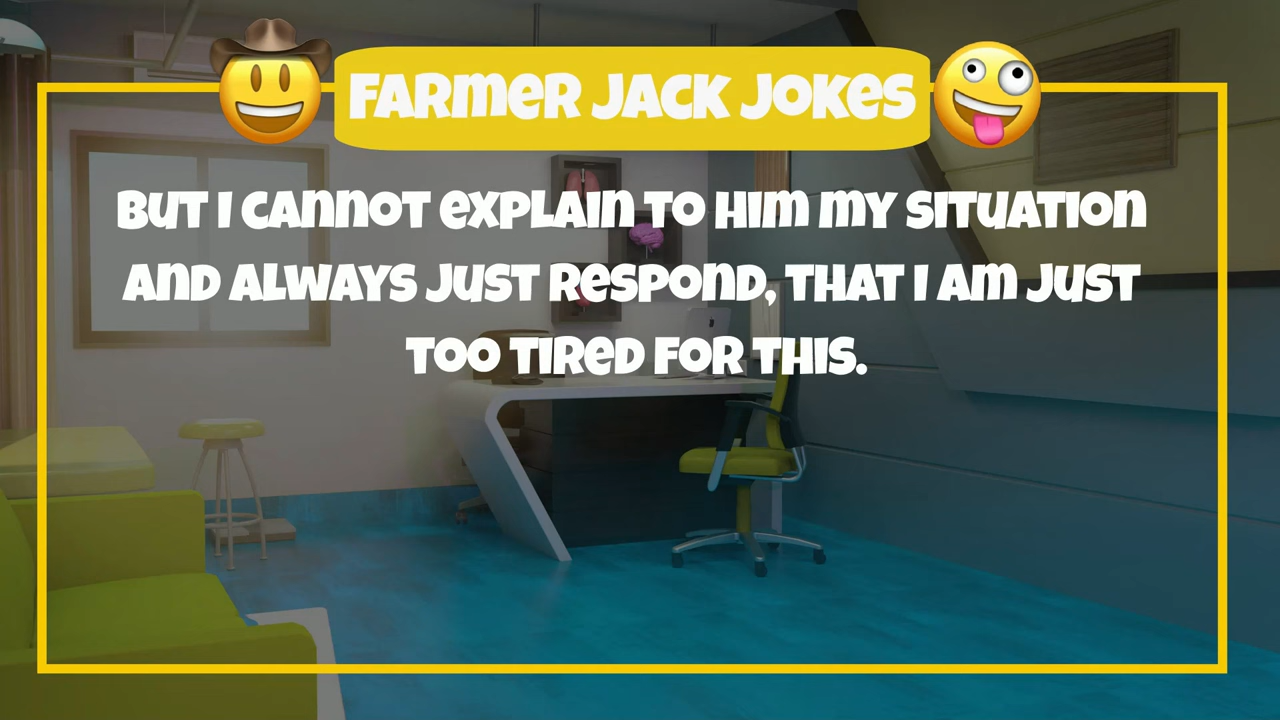 Farmer Jack Jokes
But I cannot explain to him my situation
and always just respond, that I am just
too tired for this.